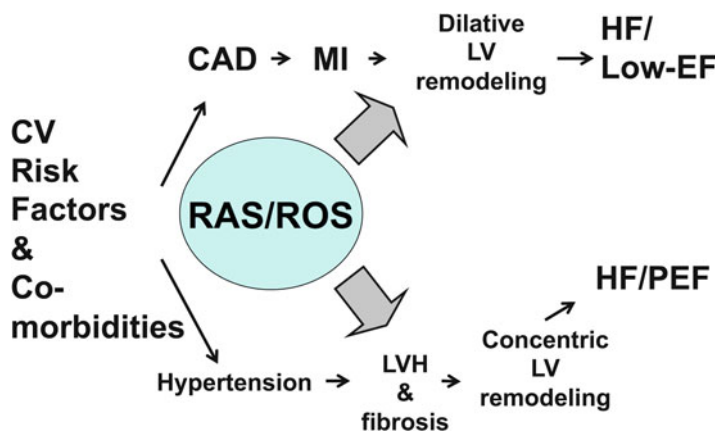 CV
Risk
Factors
&
Co-
morbidities
CAD
MI
Dilative
LV
remodeling
HF/
Low-EF
RAS/ROS
Hypertension
LVH
&
fibrosis
Concentric
LV
remodeling
HF/PEF